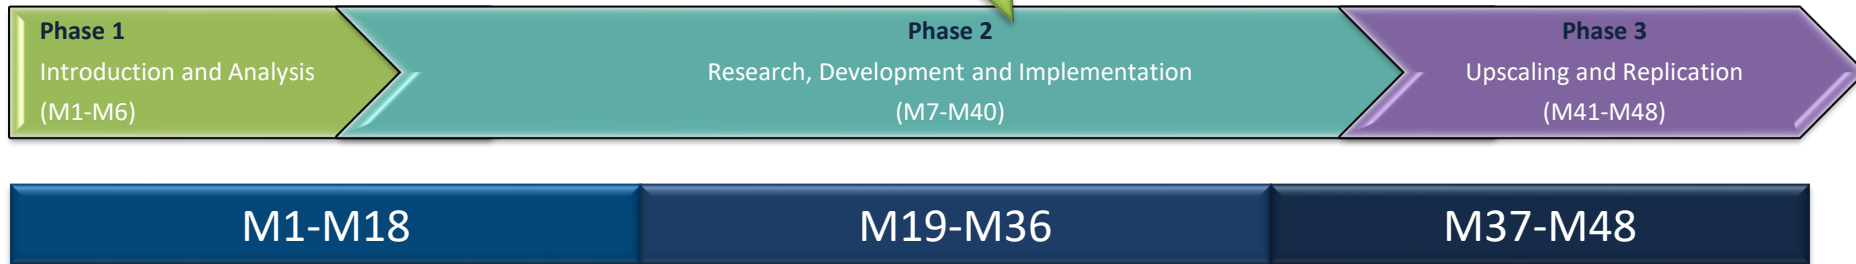 Phase 1
Introduction and Analysis
(M1-M6)
Phase 2
Research, Development and Implementation
(M7-M40)
Phase 3
Upscaling and Replication
(M41-M48)
M1-M18
M19-M36
M37-M48